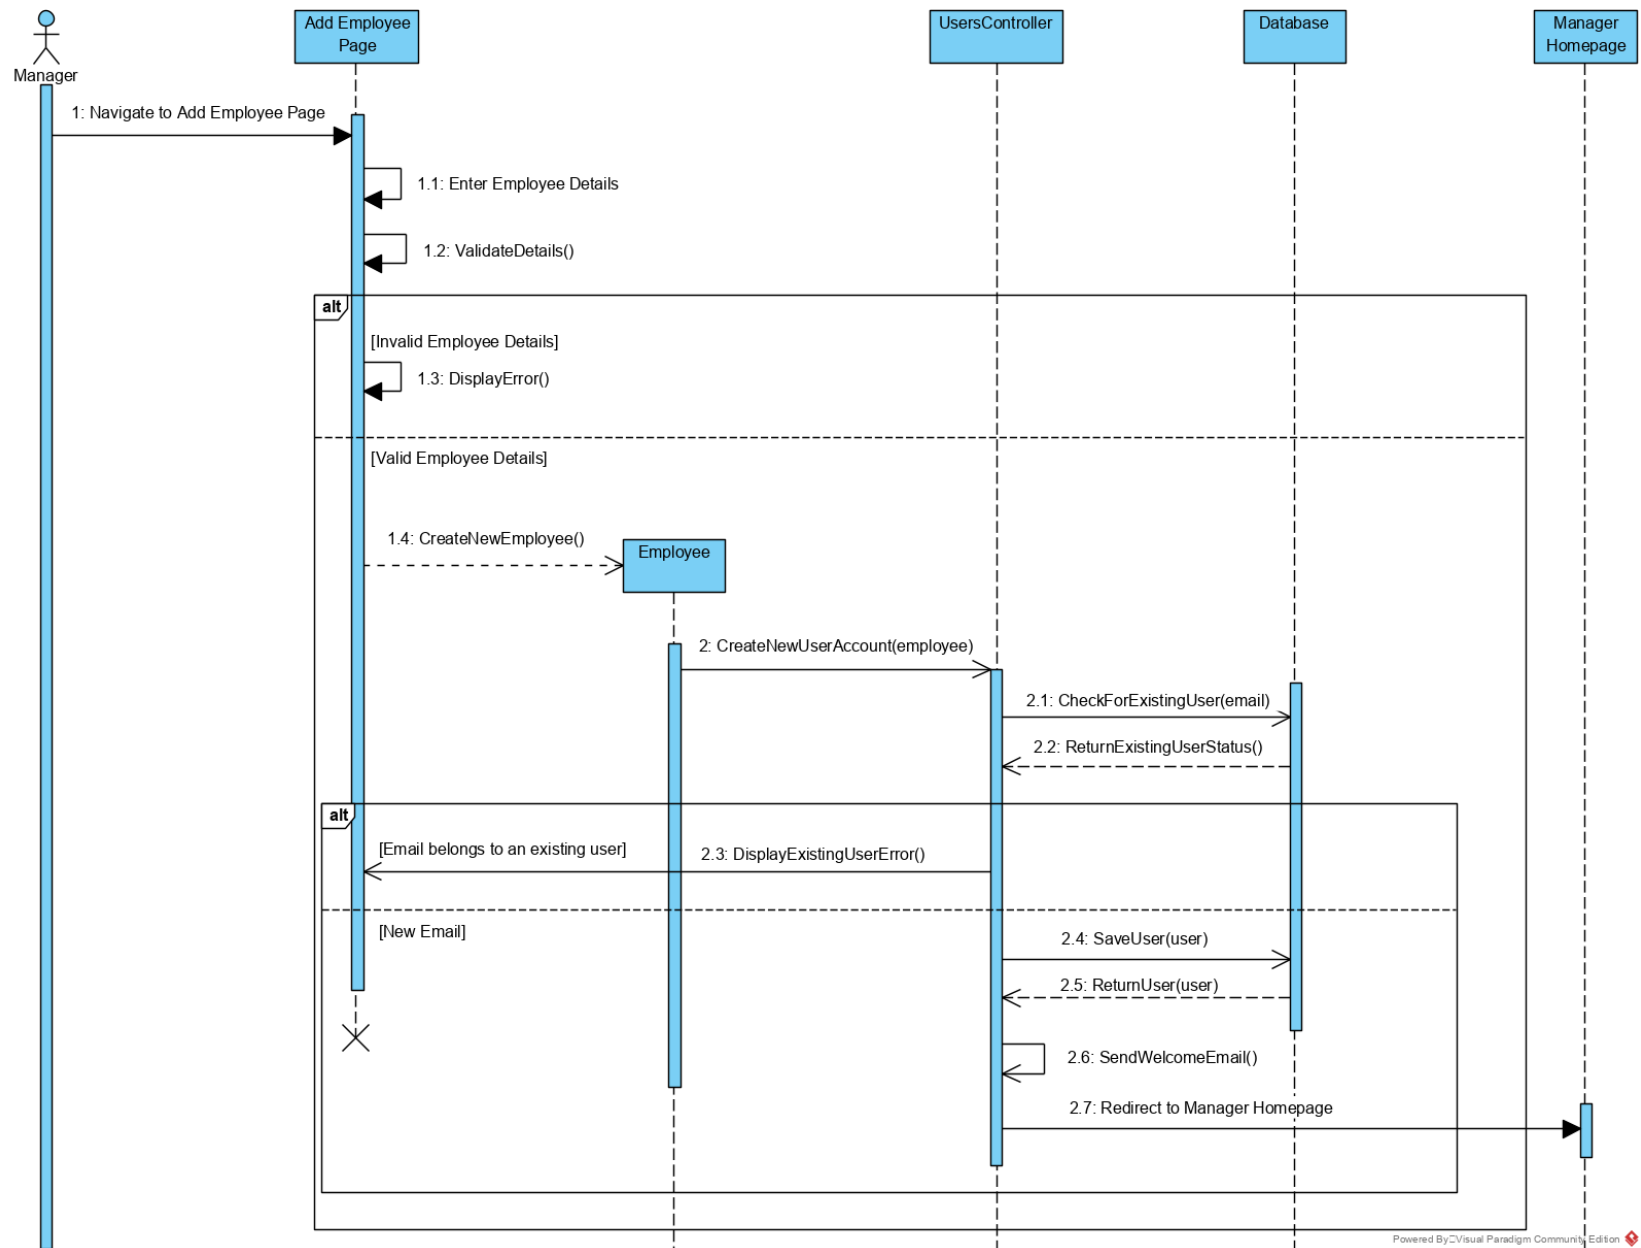 Manager
Add Employee
Page
UsersController
Database
Manager
Homepage
1: Navigate to Add Employee Page
1.1: Enter Employee Details
1.2: ValidateDetails()
alt
[Invalid Employee Details]
1.3: DisplayError()
[Valid Employee Details]
1.4: CreateNewEmployee()
Employee
2: CreateNewUserAccount(employee)
2.1: CheckForExistingUser(email)
2.2: ReturnExistingUserStatus()
alt
[Email belongs to an existing user]
2.3: DisplayExistingUserError()
[New Email]
2.4: SaveUser(user)
2.5: ReturnUser(user)
2.6: SendWelcomeEmail()
2.7: Redirect to Manager Homepage
Powered By Visual Paradigm Community Edition